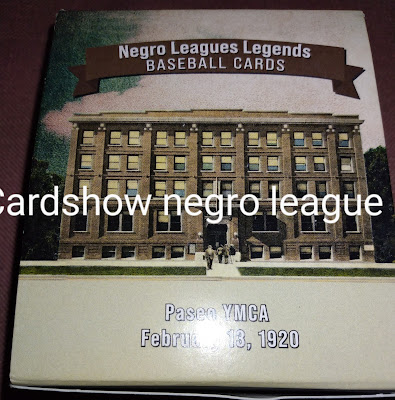 Negro Leagues Legends
BASEBALL CARDS
Cardshow negro league
Paseo YMCA
February 13, 1920